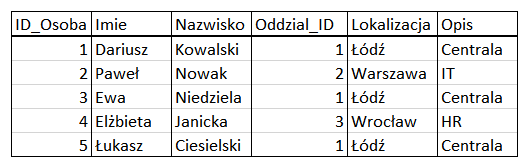 ID_Osoba Imie Nazwisko Oddzial_ID Lokalizacja Opis
1 Dariusz Kowalski 1 Łódź Centrala
2 Paweł Nowak 2 Warszawa IT
3 Ewa Niedziela 1 Łódź Centrala
4 Elżbieta Janicka 3 Wrocław HR
5 Łukasz Ciesielski 1 Łódź Centrala